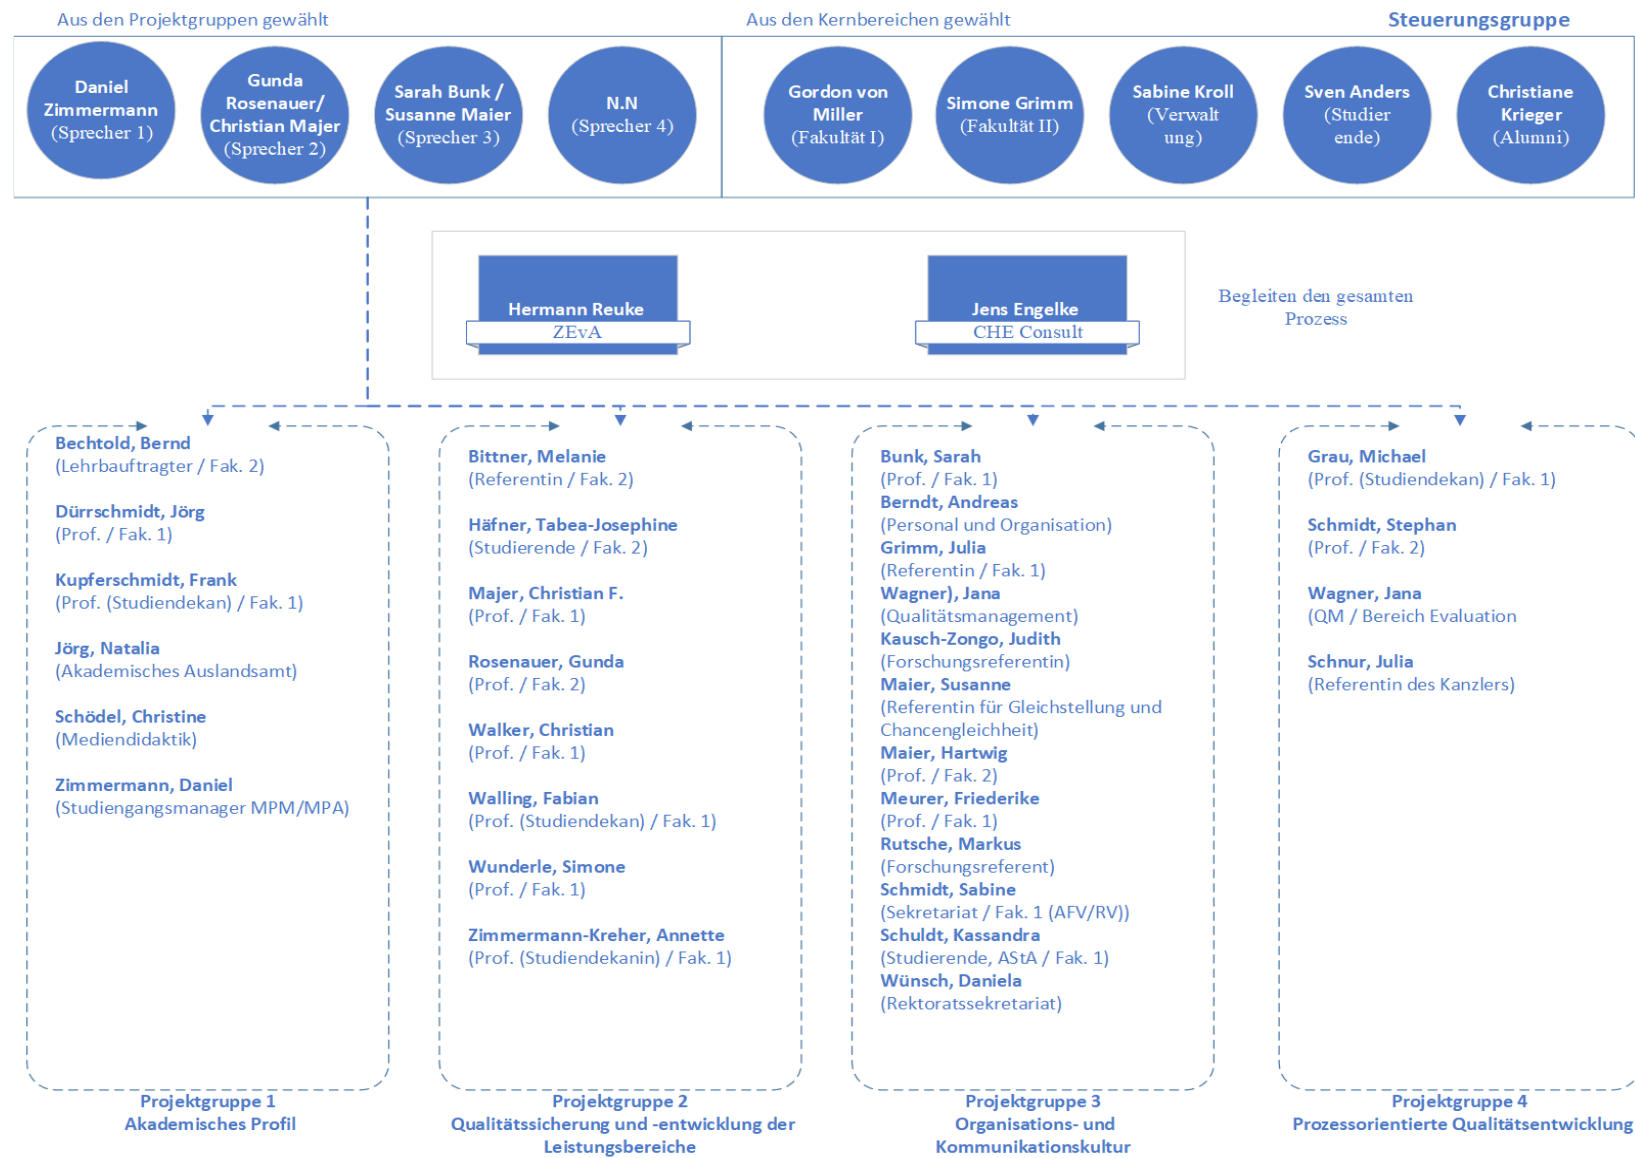 Aus den Projektgruppen gewählt
Aus den Kernbereichen gewählt
Steuerungsgruppe
Daniel
Zimmermann
(Sprecher 1)
Gunda
Rosenauer/
Christian Majer
(Sprecher 2)
Sarah Bunk /
Susanne Maier
(Sprecher 3)
N.N
(Sprecher 4)
Gordon von
Miller
(Fakultät I)
Simone Grimm
(Fakultät II)
Sabine Kroll
(Verwalt
ung)
Sven Anders
(Studier
ende)
Christiane
Krieger
(Alumni)
Hermann Reuke
ZEvA
Jens Engelke
CHE Consult
Begleiten den gesamten
Prozess
Bechtold, Bernd
(Lehrbauftragter / Fak. 2)
Dürrschmidt, Jörg
(Prof. / Fak. 1)
Kupferschmidt, Frank
(Prof. (Studiendekan) / Fak. 1)
Jörg, Natalia
(Akademisches Auslandsamt)
Schödel, Christine
(Mediendidaktik)
Zimmermann, Daniel
(Studiengangsmanager MPM/MPA)
Projektgruppe 1
Akademisches Profil
Bittner, Melanie
(Referentin / Fak. 2)
Häfner, Tabea-Josephine
(Studierende / Fak. 2)
Majer, Christian F.
(Prof. / Fak. 1)
Rosenauer, Gunda
(Prof. / Fak. 2)
Walker, Christian
(Prof. / Fak. 1)
Walling, Fabian
(Prof. (Studiendekan) / Fak. 1)
Wunderle, Simone
(Prof. / Fak. 1)
Zimmermann-Kreher, Annette
(Prof. (Studiendekanin) / Fak. 1)
Projektgruppe 2
Qualitätssicherung und -entwicklung der
Leistungsbereiche
Bunk, Sarah
(Prof. / Fak. 1)
Berndt, Andreas
(Personal und Organisation)
Grimm, Julia
(Referentin / Fak. 1)
Wagner), Jana
(Qualitätsmanagement)
Kausch-Zongo, Judith
(Forschungsreferentin)
Maier, Susanne
(Referentin für Gleichstellung und
Chancengleichheit)
Maier, Hartwig
(Prof. / Fak. 2)
Meurer, Friederike
(Prof. / Fak. 1)
Rutsche, Markus
(Forschungsreferent)
Schmidt, Sabine
(Sekretariat / Fak. 1 (AFV/RV))
Schuldt, Kassandra
(Studierende, AStA / Fak. 1)
Wünsch, Daniela
(Rektoratssekretariat)
Projektgruppe 3
Organisations- und
Kommunikationskultur
Grau, Michael
(Prof. (Studiendekan) / Fak. 1)
Schmidt, Stephan
(Prof. / Fak. 2)
Wagner, Jana
(QM / Bereich Evaluation
Schnur, Julia
(Referentin des Kanzlers)
Projektgruppe 4
Prozessorientierte Qualitätsentwicklung